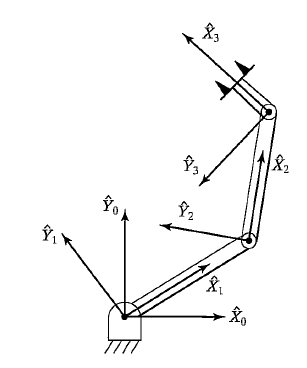 X̂₃
Ŷ₃
X̂₂
Ŷ₀
Ŷ₂
Ŷ₁
X̂₁
X̂₀